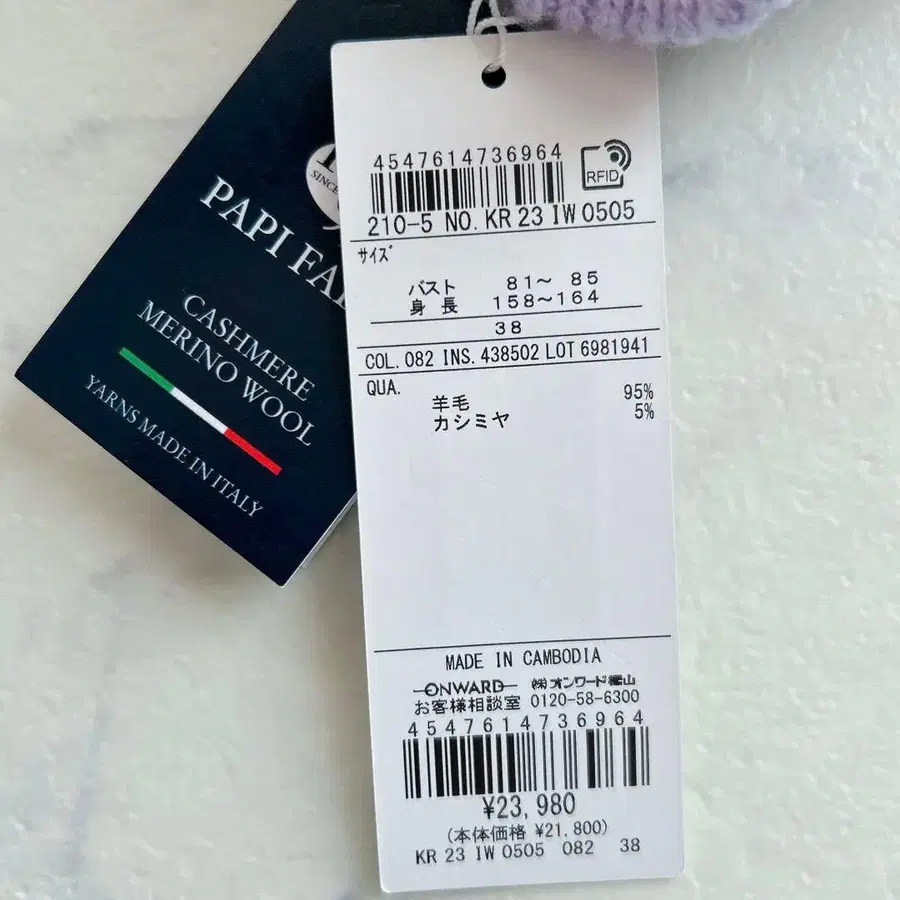 SINCE
PAPI
CASHMERE
MERINO WOOL
YARNS MADE IN ITALY
4547614736964
RFID
210-5 NO. KR 23 IW 0505
サイズ
バスト 81～ 85
身長 158～164
38
COL. 082 INS. 438502 LOT 6981941
QUA.
羊毛 95%
カシミヤ 5%
MADE IN CAMBODIA
ONWARD ㈱オンワード樫山
お客様相談室 0120-58-6300
4547614736964
¥23,980
(本体価格 ¥21,800)
KR 23 IW 0505 082 38